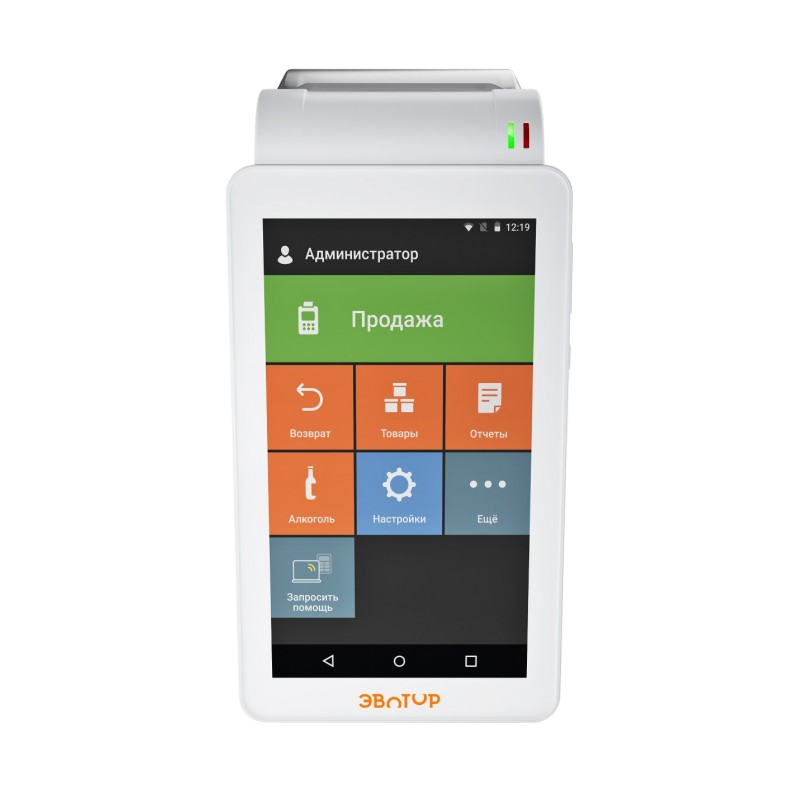 12:19
Администратор
Продажа
Возврат
Товары
Отчеты
Алкоголь
Настройки
Ещё
Запросить
помощь
ЭВОТОР